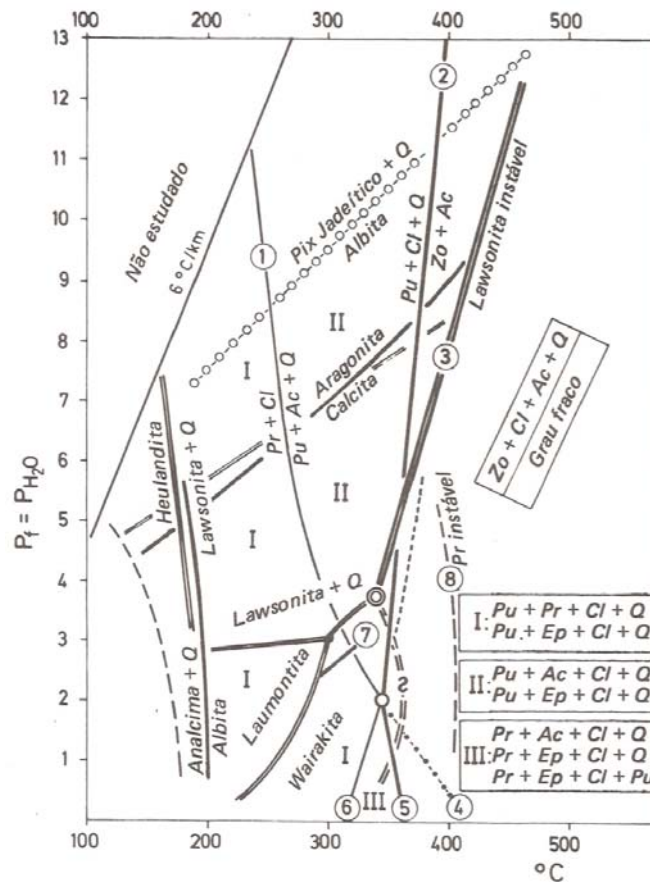 100 200 300 400 500
13
12
11
10
9
8
7
6
5
4
3
2
1
P_f = P_H₂O
100 200 300 400 500
°C
Não estudado
6 °C/km
1
2
3
4
5
6
7
8
Pix Jadeítico + Q
Albita
Pu + Cl + Q
Zo + Ac
Lawsonita instável
II
I
Aragonita
Calcita
Pr + Cl
Pu + Ac + Q
Heulandita
Lawsonita + Q
II
I
Zo + Cl + Ac + Q
Grau fraco
Pr instável
Lawsonita + Q
Analcima + Q
Albita
I
Laumontita
Wairakita
I
III
?
I: Pu + Pr + Cl + Q
Pu + Ep + Cl + Q
II: Pu + Ac + Cl + Q
Pu + Ep + Cl + Q
III: Pr + Ac + Cl + Q
Pr + Ep + Cl + Q
Pr + Ep + Cl + Pu